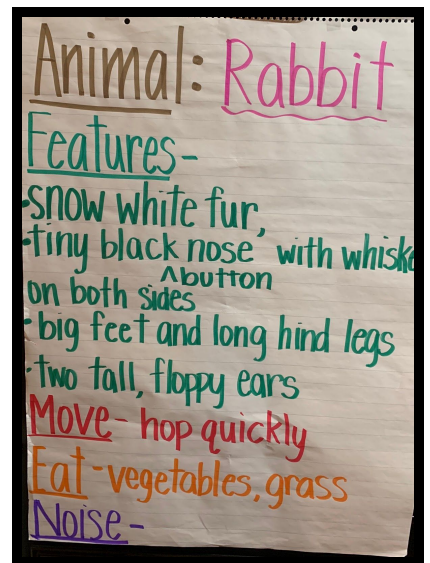 Animal: Rabbit
Features-
•snow white fur,
•tiny black nose with whiske
^button
on both sides
•big feet and long hind legs
•two tall, floppy ears
Move- hop quickly
Eat-vegetables, grass
Noise-